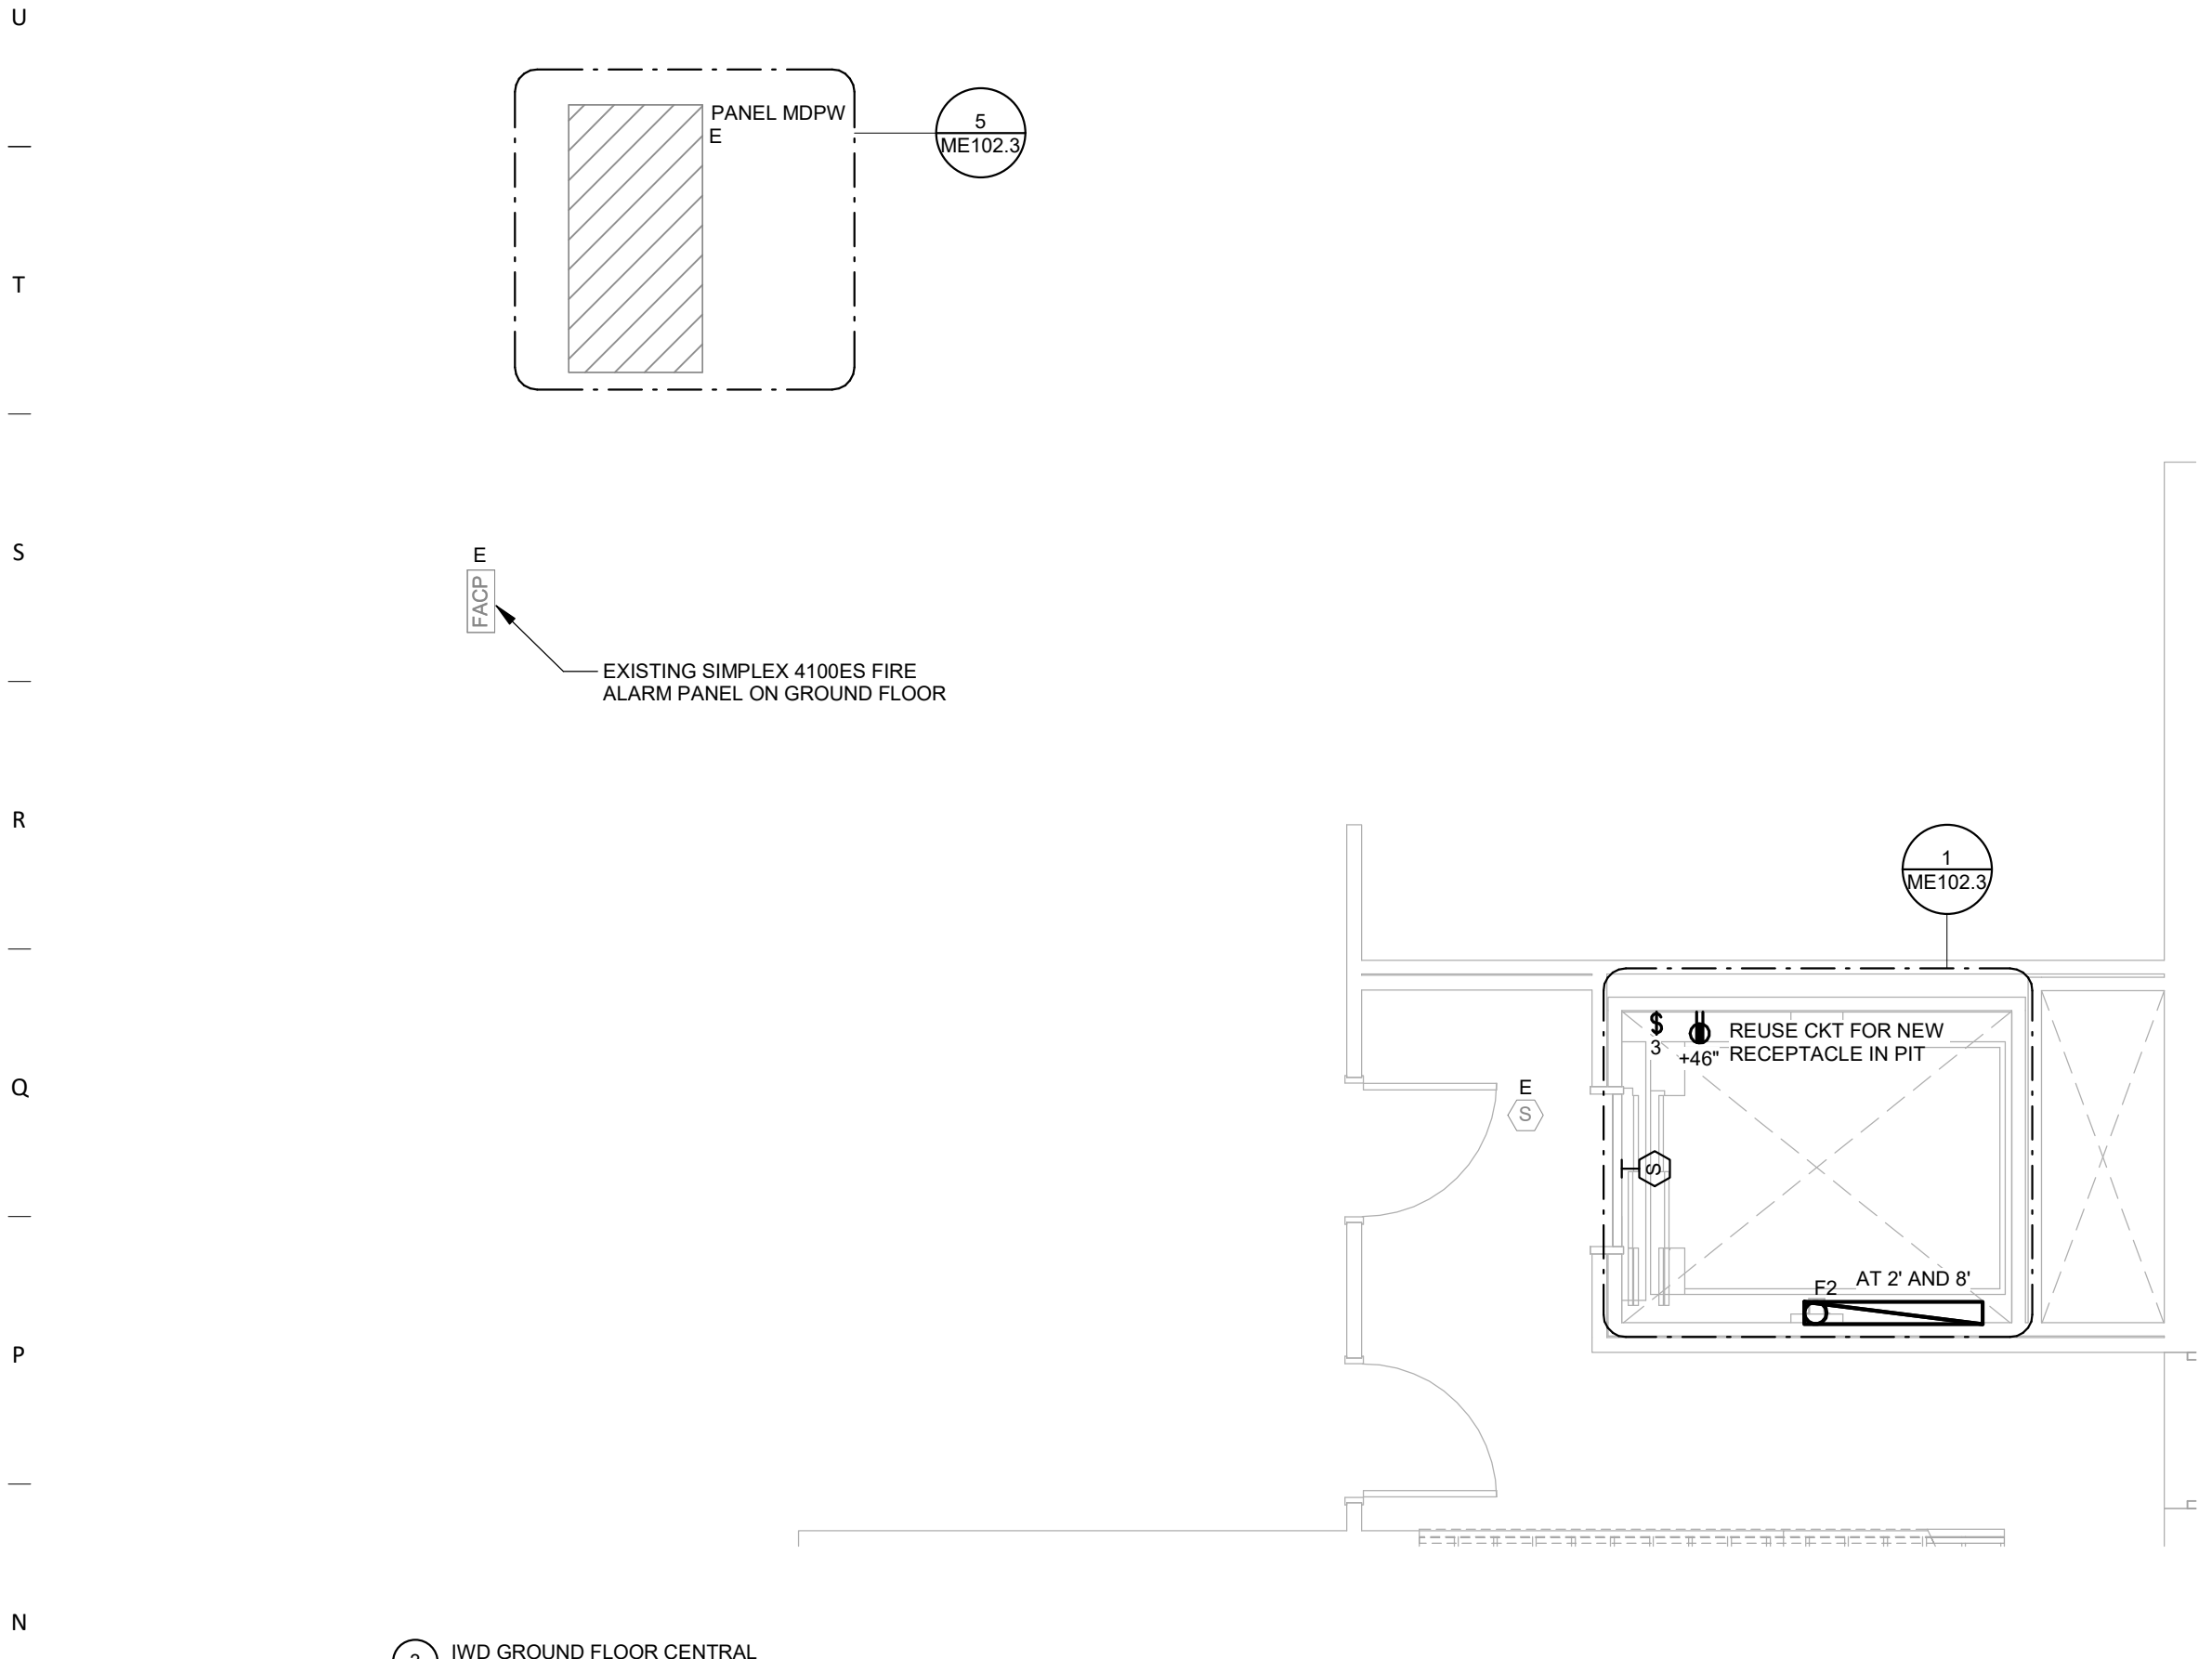 U
PANEL MDPW
E
5
ME102.3
T
S
E
FACP
EXISTING SIMPLEX 4100ES FIRE
ALARM PANEL ON GROUND FLOOR
R
1
ME102.3
$
3
+46"
REUSE CKT FOR NEW
RECEPTACLE IN PIT
Q
E
S
S
F2
AT 2' AND 8'
P
N
IWD GROUND FLOOR CENTRAL